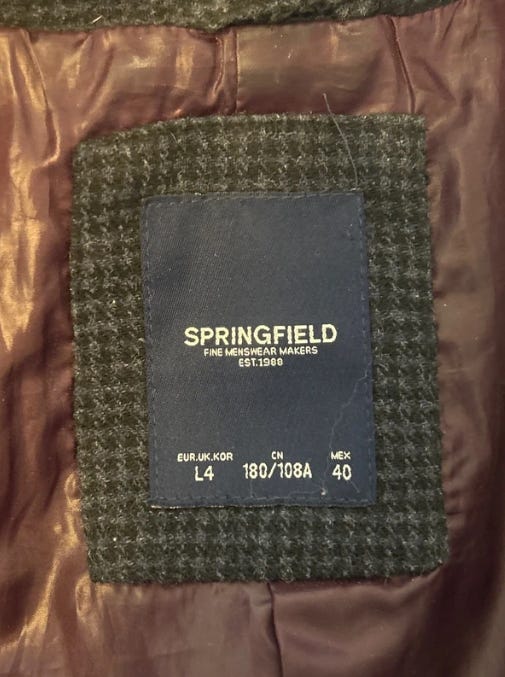 SPRINGFIELD
FINE MENSWEAR MAKERS
EST.1988
EUR.UK.KOR CN MEX
L4 180/108A 40